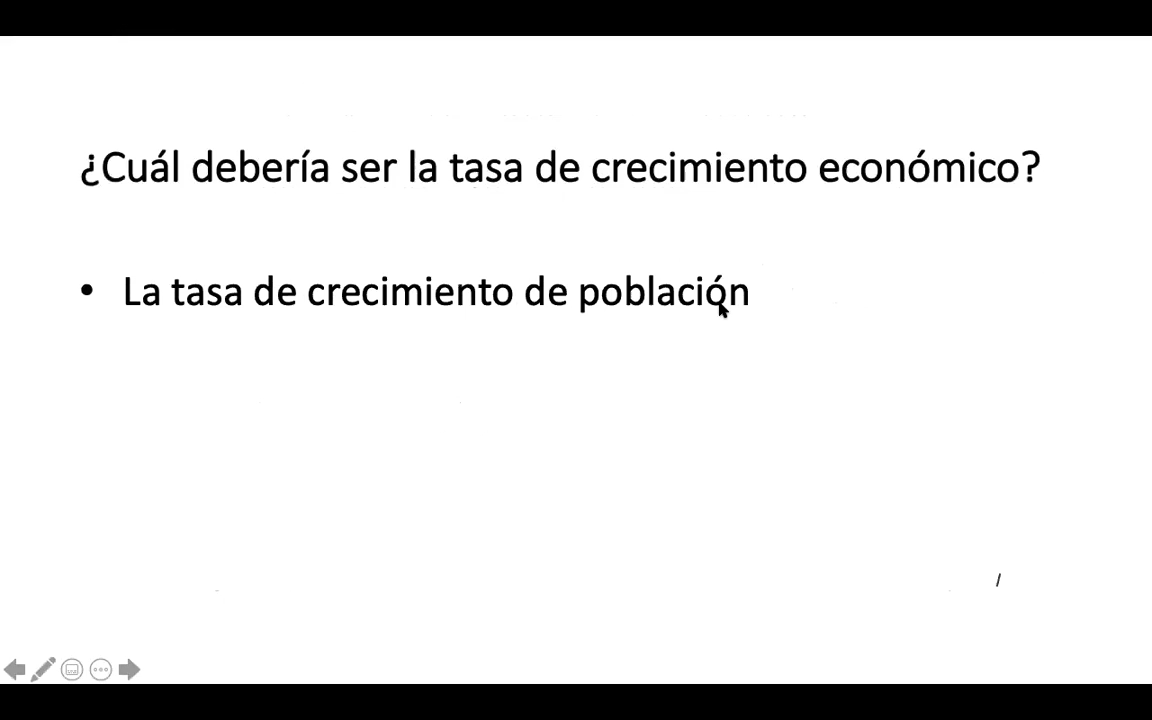 ¿Cuál debería ser la tasa de crecimiento económico?
• La tasa de crecimiento de población